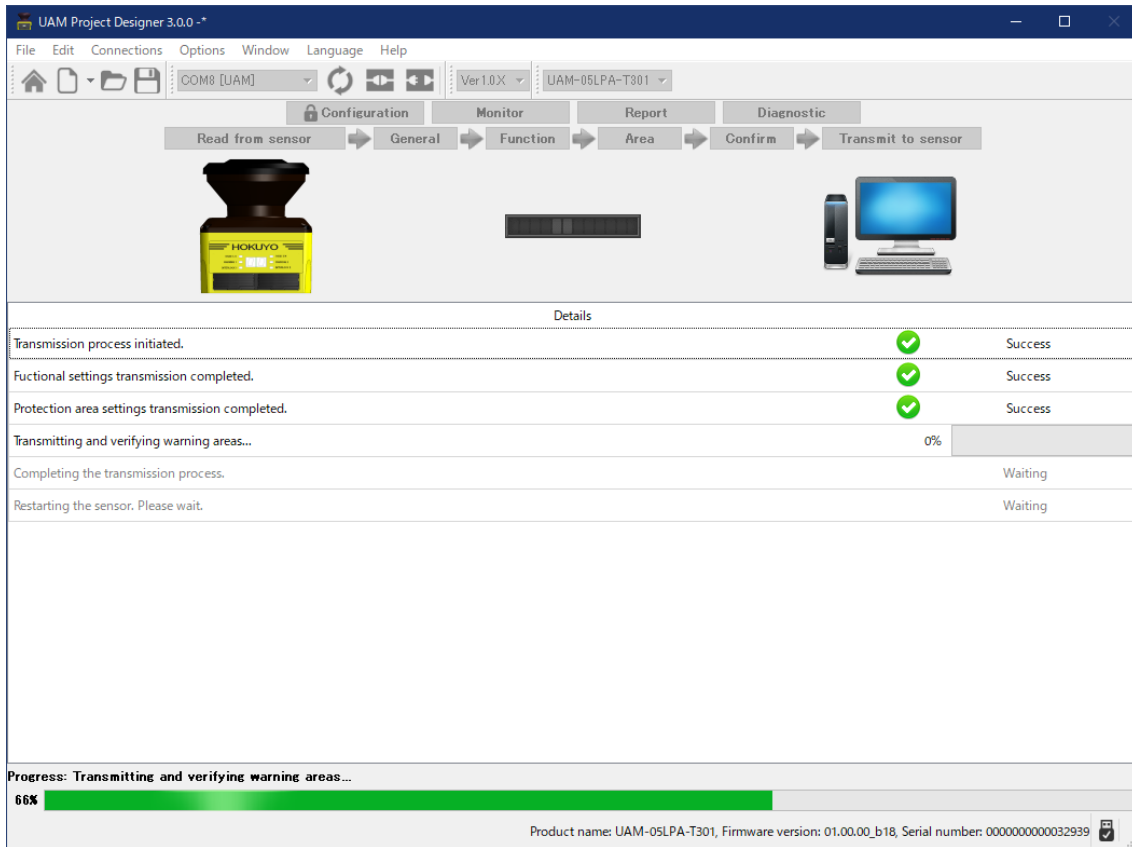 UAM Project Designer 3.0.0 -*
File Edit Connections Options Window Language Help
COM8 [UAM] Ver1.0.X UAM-05LPA-T301
Configuration Monitor Report Diagnostic
Read from sensor General Function Area Confirm Transmit to sensor
HOKUYO
Details
Transmission process initiated. Success
Fuctional settings transmission completed. Success
Protection area settings transmission completed. Success
Transmitting and verifying warning areas... 0%
Completing the transmission process. Waiting
Restarting the sensor. Please wait. Waiting
Progress: Transmitting and verifying warning areas...
66%
Product name: UAM-05LPA-T301, Firmware version: 01.00.00_b18, Serial number: 0000000000032939